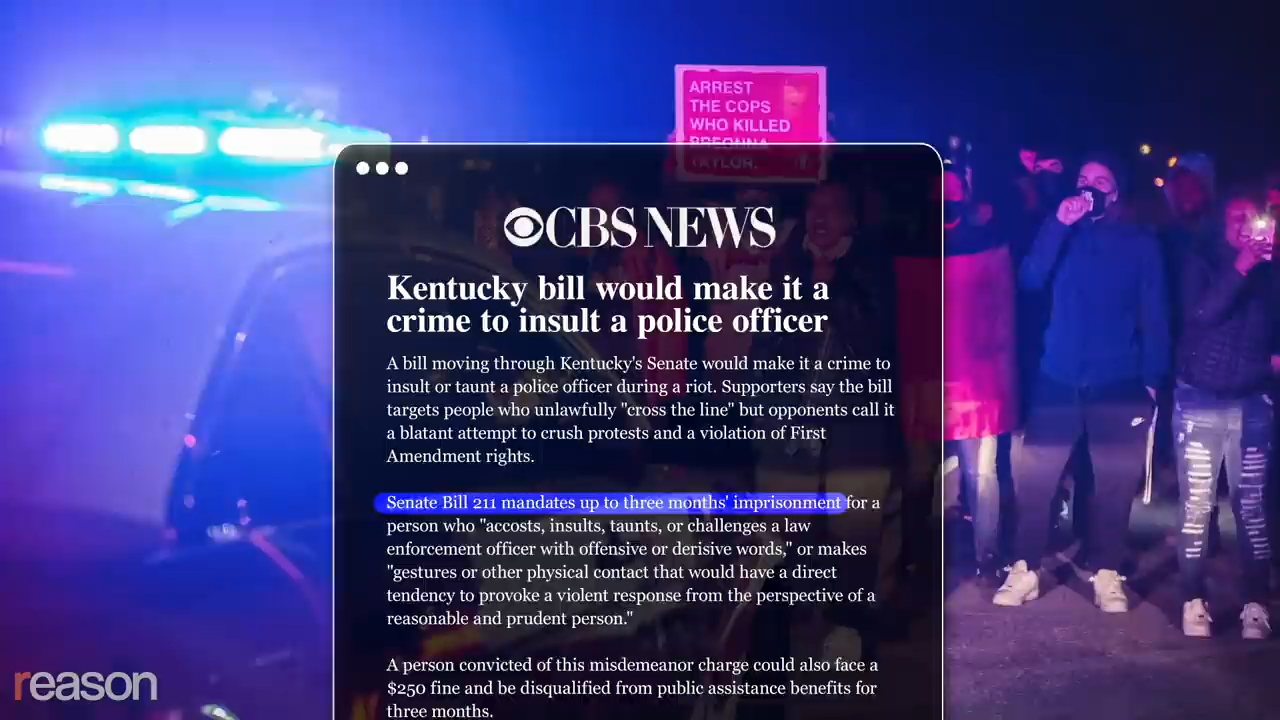 ARREST
THE COPS
WHO KILLED
BREONNA
TAYLOR.
CBS NEWS
Kentucky bill would make it a
crime to insult a police officer
A bill moving through Kentucky's Senate would make it a crime to
insult or taunt a police officer during a riot. Supporters say the bill
targets people who unlawfully "cross the line" but opponents call it
a blatant attempt to crush protests and a violation of First
Amendment rights.
Senate Bill 211 mandates up to three months' imprisonment for a
person who "accosts, insults, taunts, or challenges a law
enforcement officer with offensive or derisive words," or makes
"gestures or other physical contact that would have a direct
tendency to provoke a violent response from the perspective of a
reasonable and prudent person."
A person convicted of this misdemeanor charge could also face a
$250 fine and be disqualified from public assistance benefits for
three months.
reason